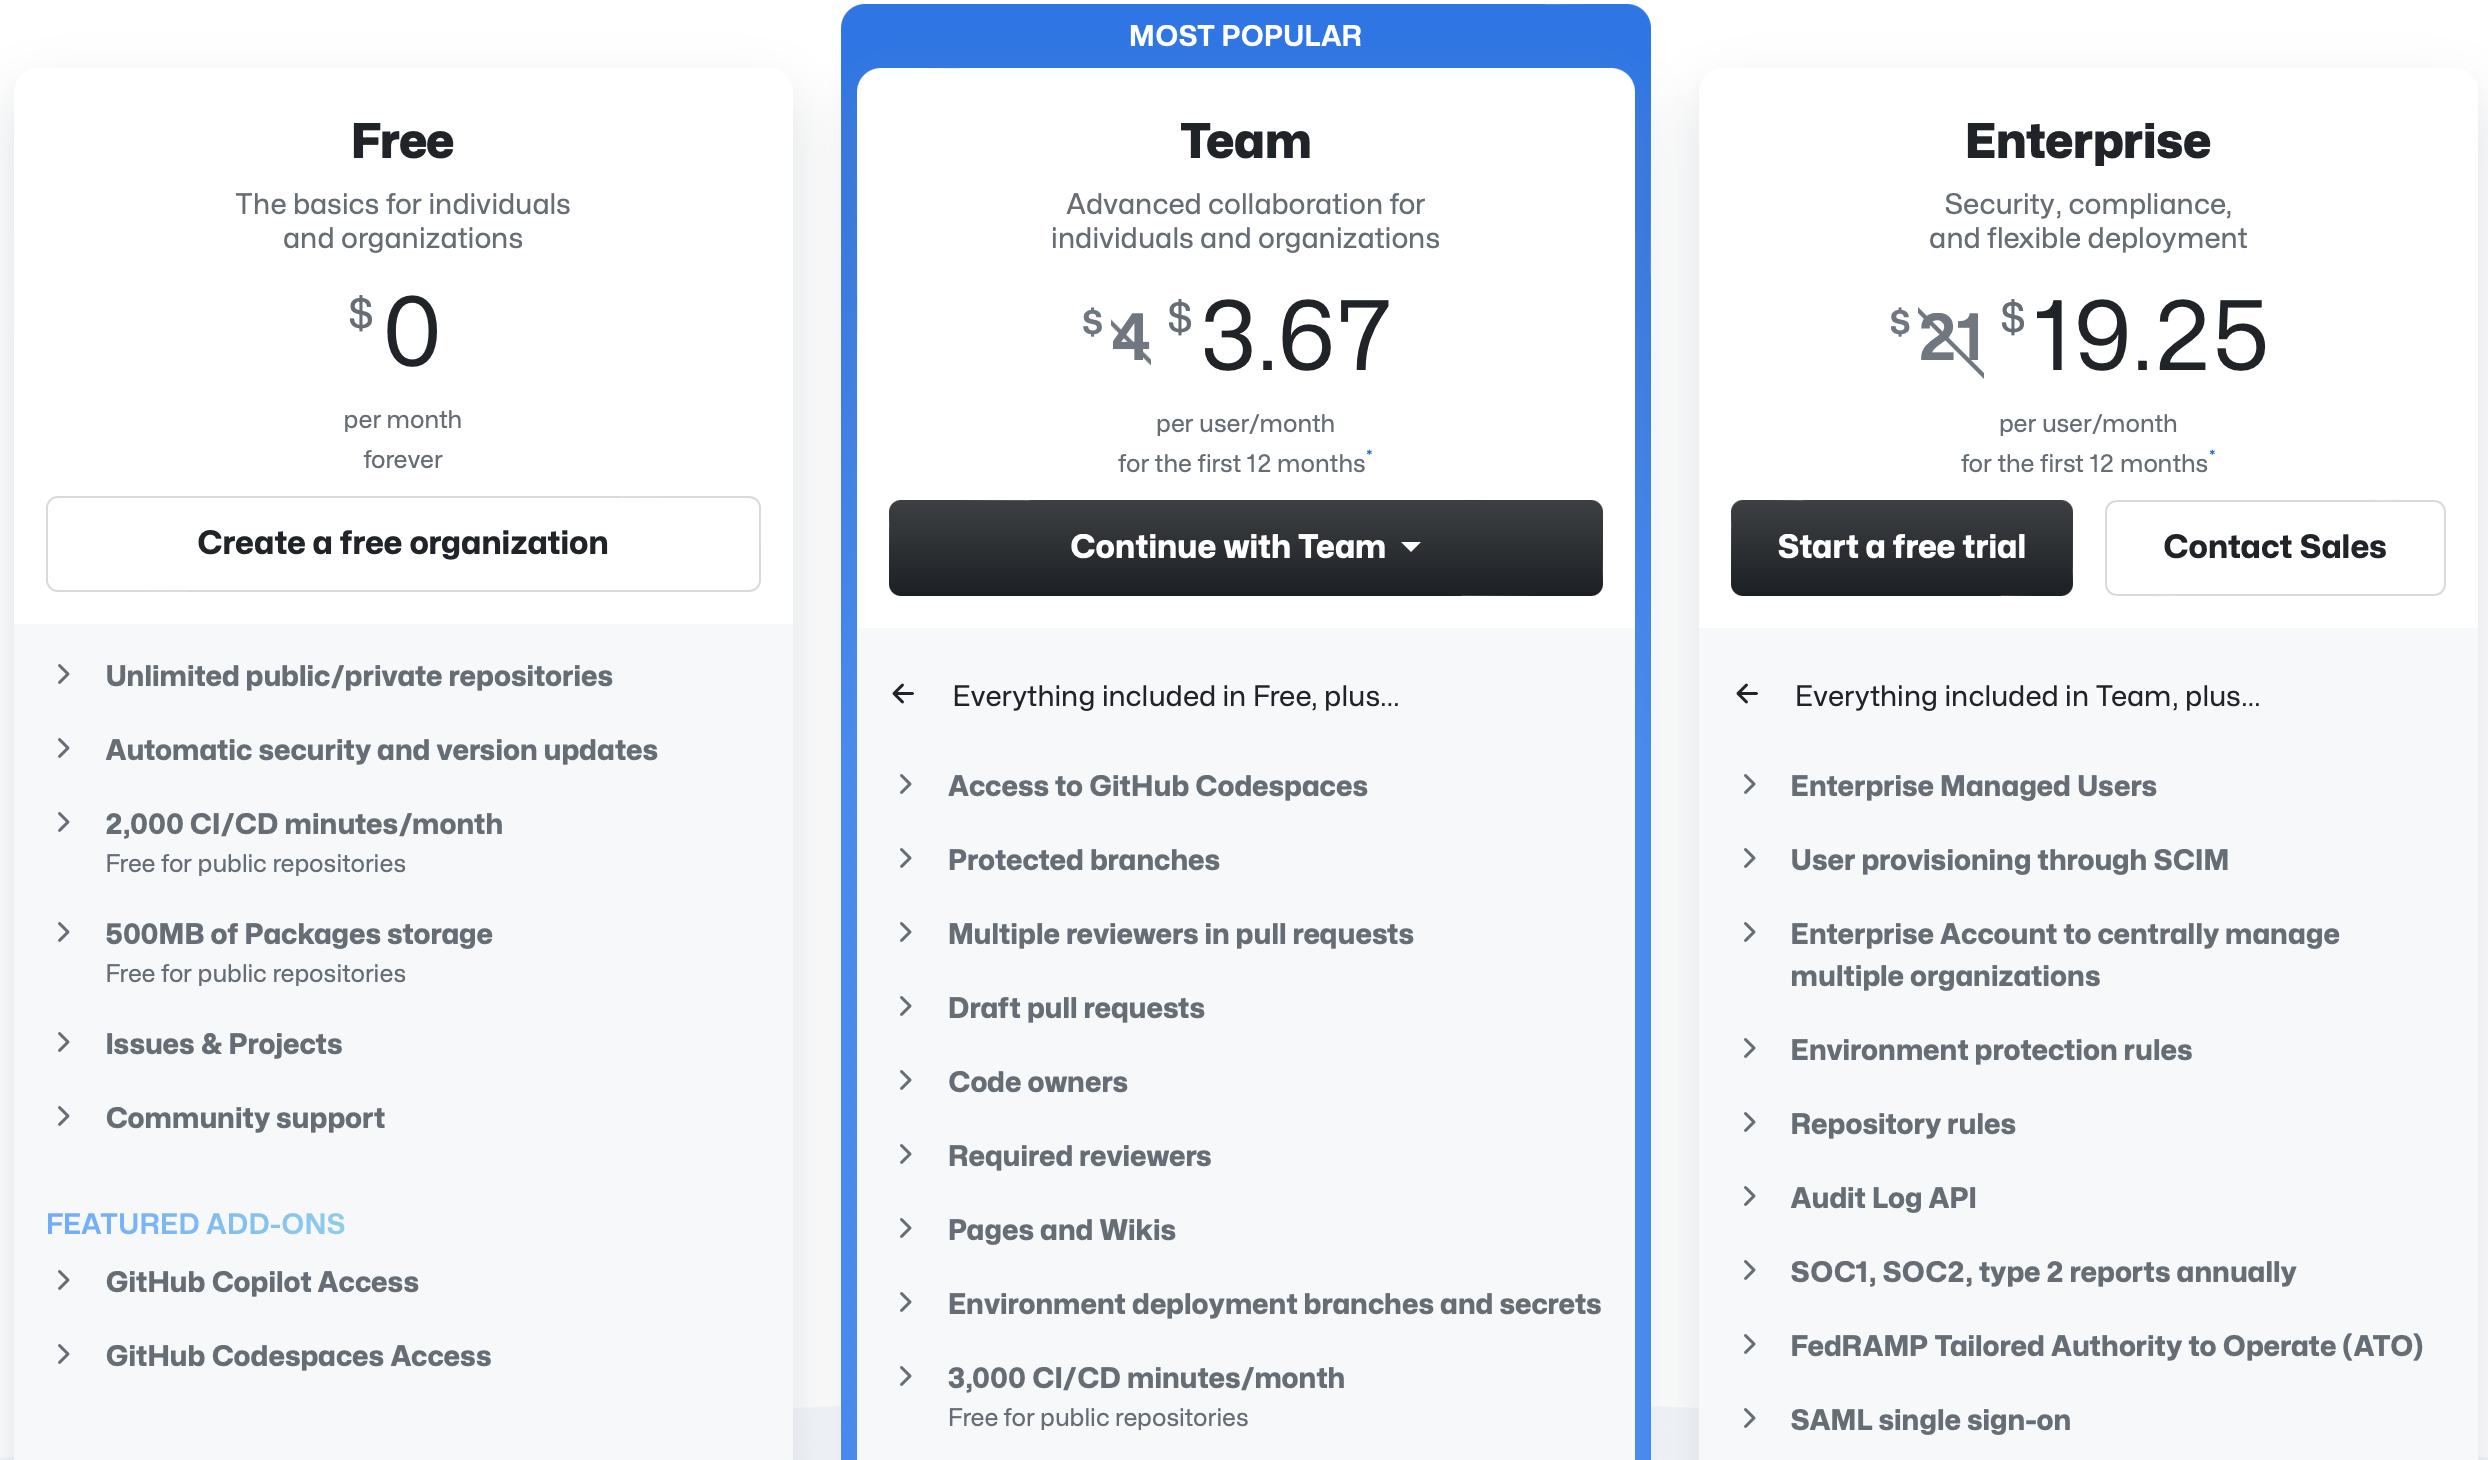 MOST POPULAR
Free
The basics for individuals
and organizations
$0
per month
forever
Create a free organization
Unlimited public/private repositories
Automatic security and version updates
2,000 CI/CD minutes/month
Free for public repositories
500MB of Packages storage
Free for public repositories
Issues & Projects
Community support
FEATURED ADD-ONS
GitHub Copilot Access
GitHub Codespaces Access
Team
Advanced collaboration for
individuals and organizations
$4 $3.67
per user/month
for the first 12 months*
Continue with Team
Everything included in Free, plus...
Access to GitHub Codespaces
Protected branches
Multiple reviewers in pull requests
Draft pull requests
Code owners
Required reviewers
Pages and Wikis
Environment deployment branches and secrets
3,000 CI/CD minutes/month
Free for public repositories
Enterprise
Security, compliance,
and flexible deployment
$21 $19.25
per user/month
for the first 12 months*
Start a free trial
Contact Sales
Everything included in Team, plus...
Enterprise Managed Users
User provisioning through SCIM
Enterprise Account to centrally manage
multiple organizations
Environment protection rules
Repository rules
Audit Log API
SOC1, SOC2, type 2 reports annually
FedRAMP Tailored Authority to Operate (ATO)
SAML single sign-on